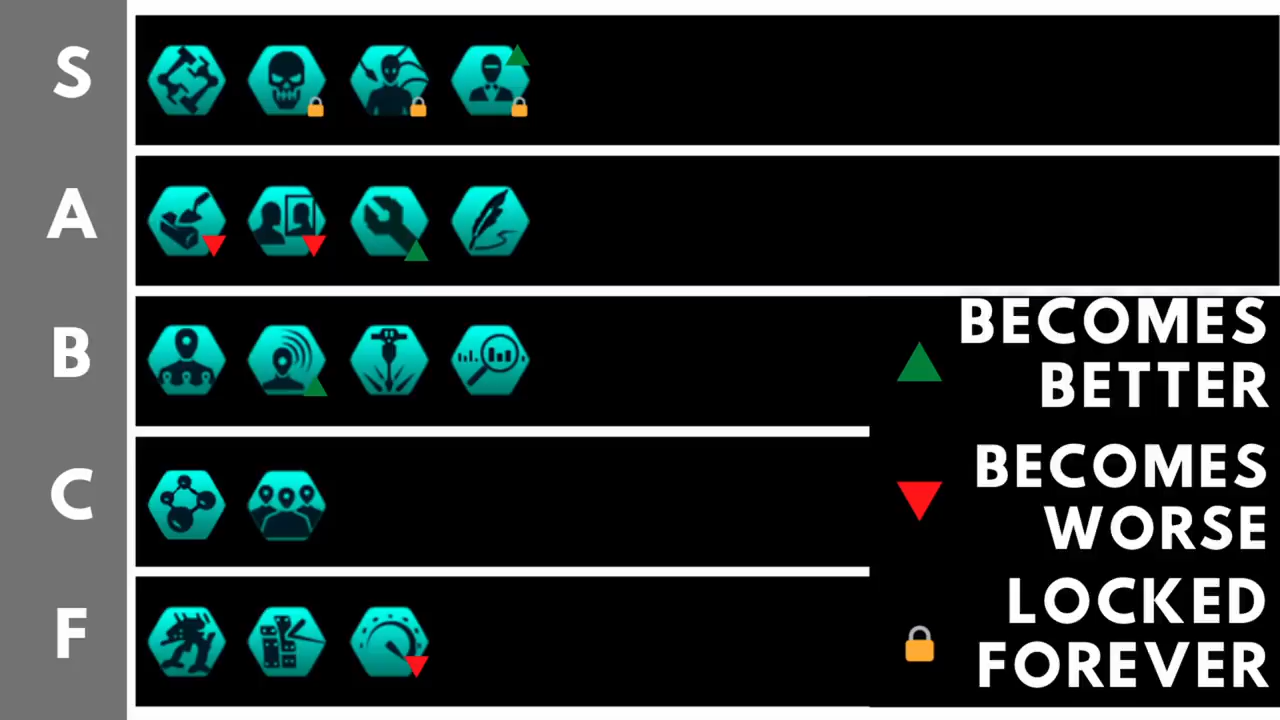 S
A
B
C
F
BECOMES
BETTER
BECOMES
WORSE
LOCKED
FOREVER